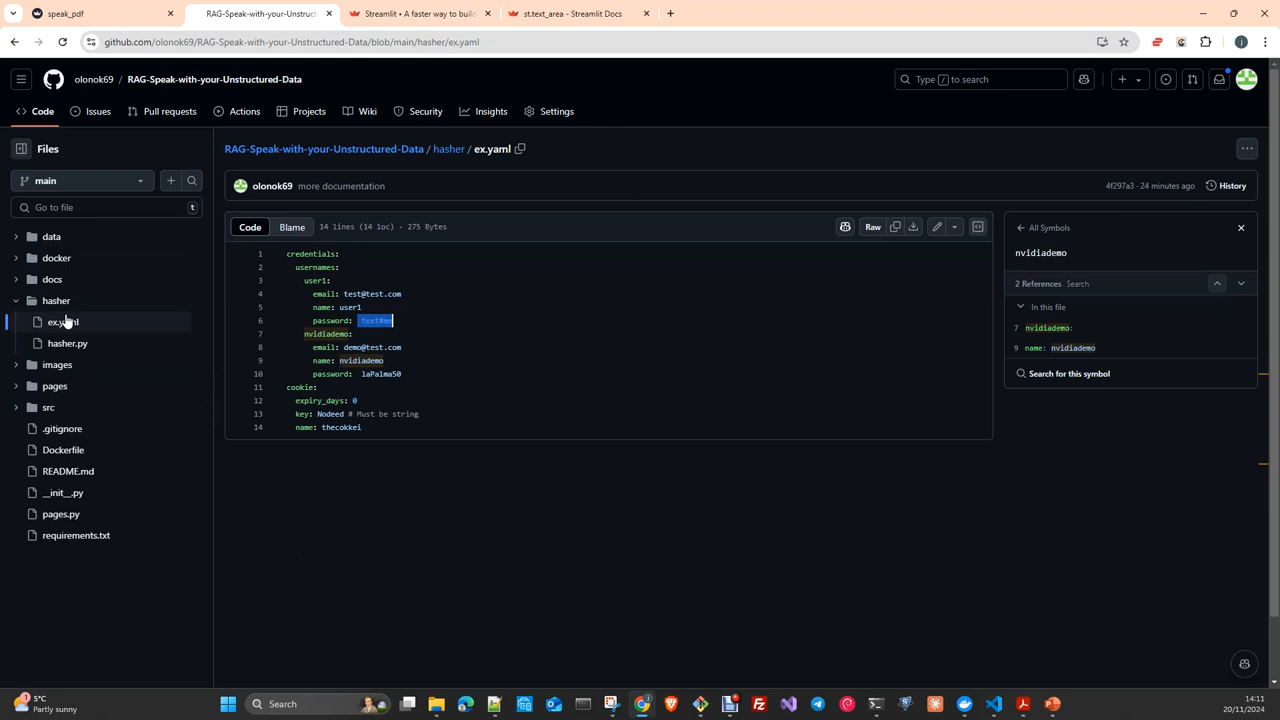 speak_pdf
RAG-Speak-with-your-Unstruct
Streamlit • A faster way to build
st.text_area - Streamlit Docs
github.com/olonok69/RAG-Speak-with-your-Unstructured-Data/blob/main/hasher/ex.yaml
olonok69 / RAG-Speak-with-your-Unstructured-Data
Type / to search
Code
Issues
Pull requests
Actions
Projects
Wiki
Security
Insights
Settings
Files
main
Go to file
t
data
docker
docs
hasher
ex.yaml
hasher.py
images
pages
src
.gitignore
Dockerfile
README.md
__init__.py
pages.py
requirements.txt
RAG-Speak-with-your-Unstructured-Data / hasher / ex.yaml
olonok69 more documentation
4f297a3 · 24 minutes ago
History
Code
Blame
14 lines (14 loc) · 275 Bytes
Raw
1 credentials:
2 usernames:
3 user1:
4 email: test@test.com
5 name: user1
6 password: text#me
7 nvidiademo:
8 email: demo@test.com
9 name: nvidiademo
10 password: laPalma50
11 cookie:
12 expiry_days: 0
13 key: Nodeed # Must be string
14 name: thecokkei
All Symbols
nvidiademo
2 References Search
In this file
7 nvidiademo:
9 name: nvidiademo
Search for this symbol
5°C
Partly sunny
Search
14:11
20/11/2024